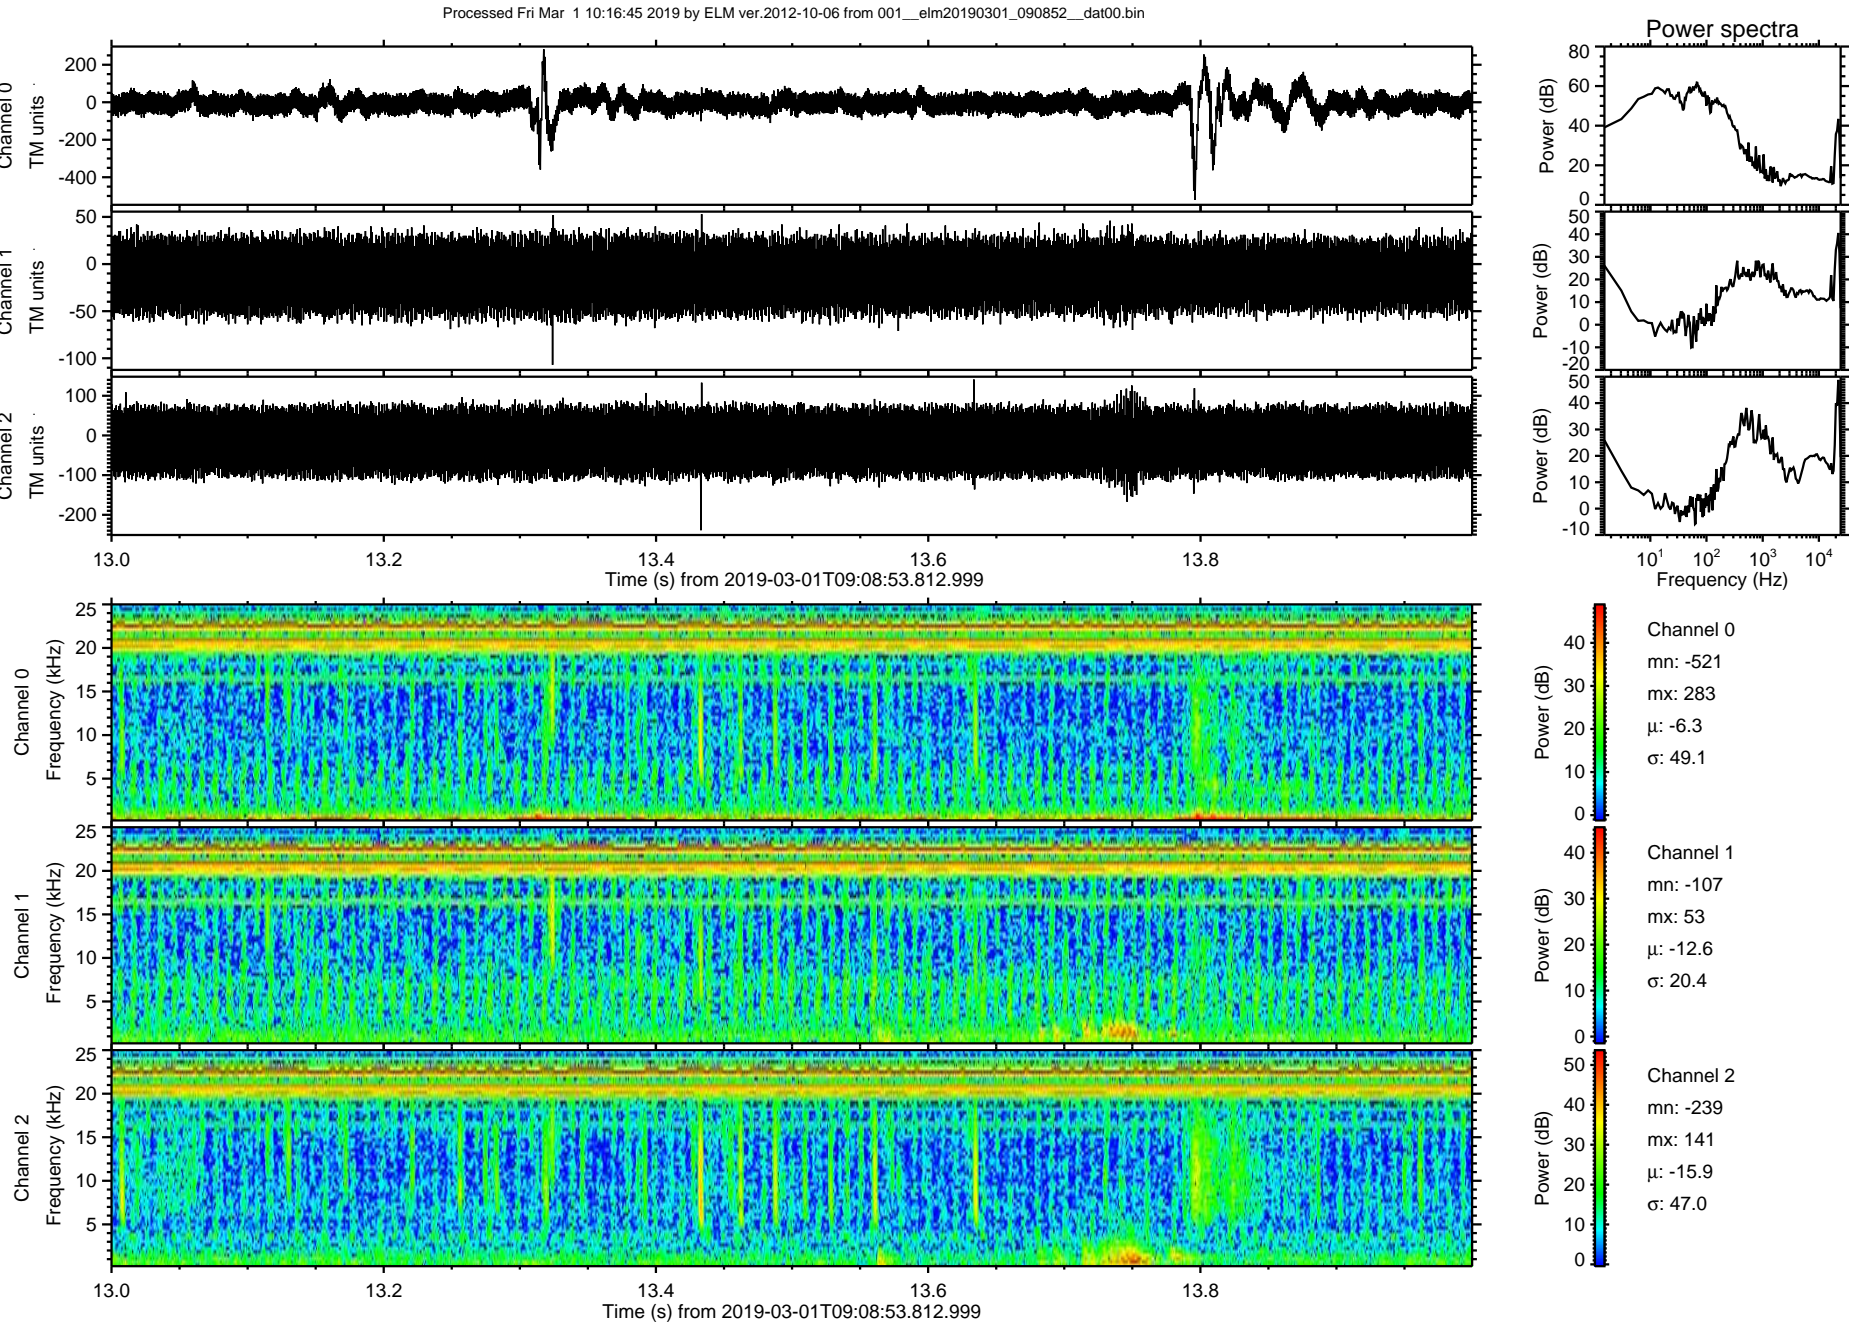 Processed Fri Mar  1 10:16:45 2019 by ELM ver.2012-10-06 from 001__elm20190301_090852__dat00.bin
Power spectra
Channel 0
TM units
200
0
-200
-400
Power (dB)
80
60
40
20
0
Channel 1
TM units
50
0
-50
-100
Power (dB)
50
40
30
20
10
0
-10
-20
Channel 2
TM units
100
0
-100
-200
Power (dB)
50
40
30
20
10
0
-10
13.0 13.2 13.4 13.6 13.8
Time (s) from 2019-03-01T09:08:53.812.999
10^1 10^2 10^3 10^4
Frequency (Hz)
Channel 0
Frequency (kHz)
25
20
15
10
5
Power (dB)
40
30
20
10
0
Channel 0
mn: -521
mx: 283
μ: -6.3
σ: 49.1
Channel 1
Frequency (kHz)
25
20
15
10
5
Power (dB)
40
30
20
10
0
Channel 1
mn: -107
mx: 53
μ: -12.6
σ: 20.4
Channel 2
Frequency (kHz)
25
20
15
10
5
Power (dB)
50
40
30
20
10
0
Channel 2
mn: -239
mx: 141
μ: -15.9
σ: 47.0
13.0 13.2 13.4 13.6 13.8
Time (s) from 2019-03-01T09:08:53.812.999